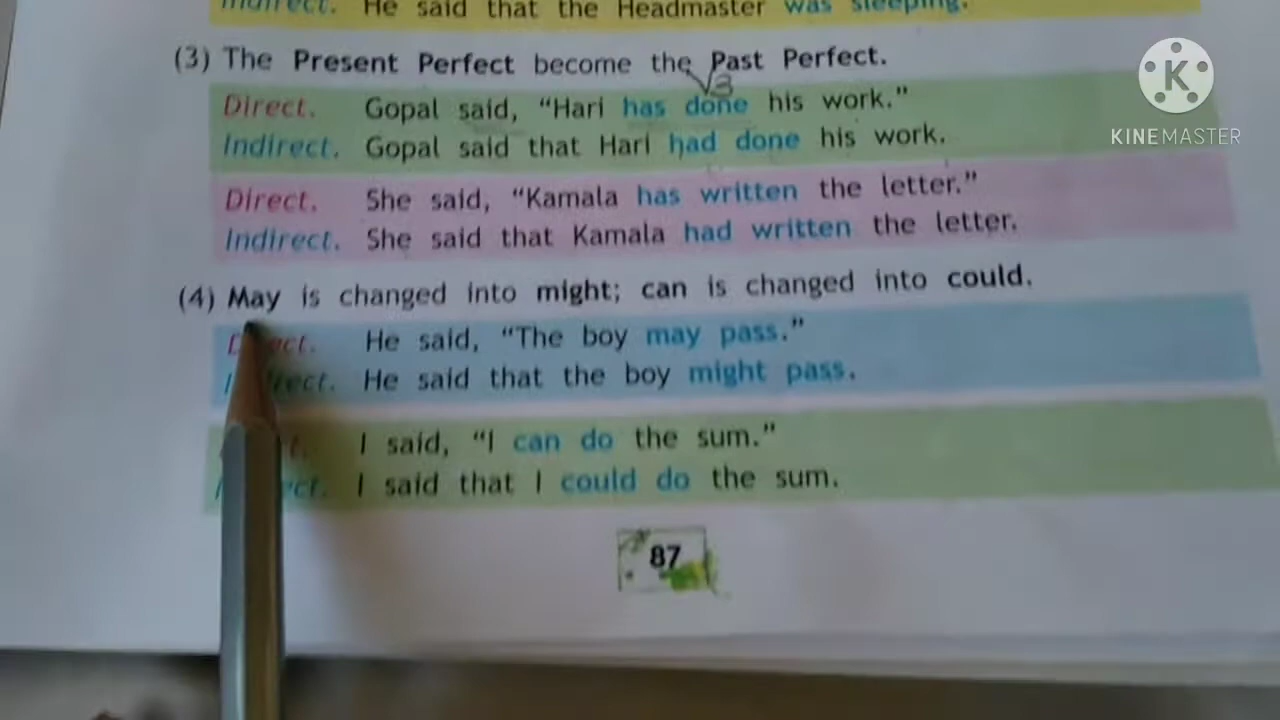 Indirect. He said that the Headmaster was sleeping.
(3) The Present Perfect become the Past Perfect.
V3
Direct. Gopal said, “Hari has done his work.”
Indirect. Gopal said that Hari had done his work.
Direct. She said, “Kamala has written the letter.”
Indirect. She said that Kamala had written the letter.
(4) May is changed into might; can is changed into could.
Direct. He said, “The boy may pass.”
Indirect. He said that the boy might pass.
I said, “I can do the sum.”
I said that I could do the sum.
87
K
KINEMASTER